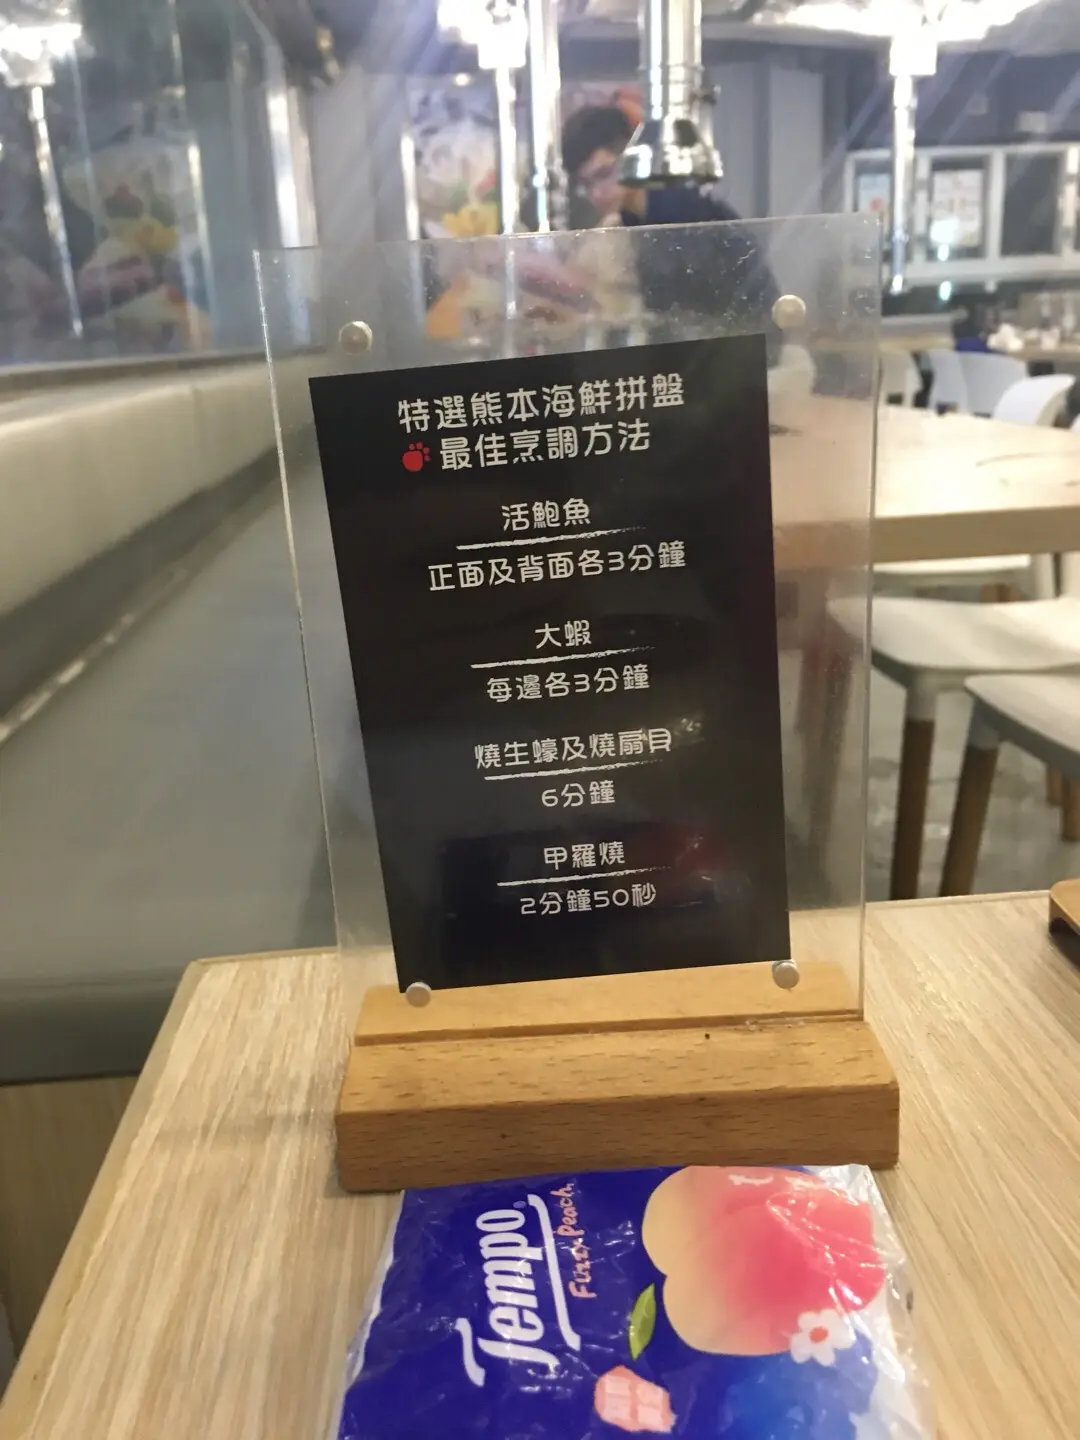 特選熊本海鮮拼盤
最佳烹調方法
活鮑魚
正面及背面各3分鐘
大蝦
每邊各3分鐘
燒生蠔及燒扇貝
6分鐘
甲羅燒
2分鐘50秒
Tempo
Fuzzy Peach.